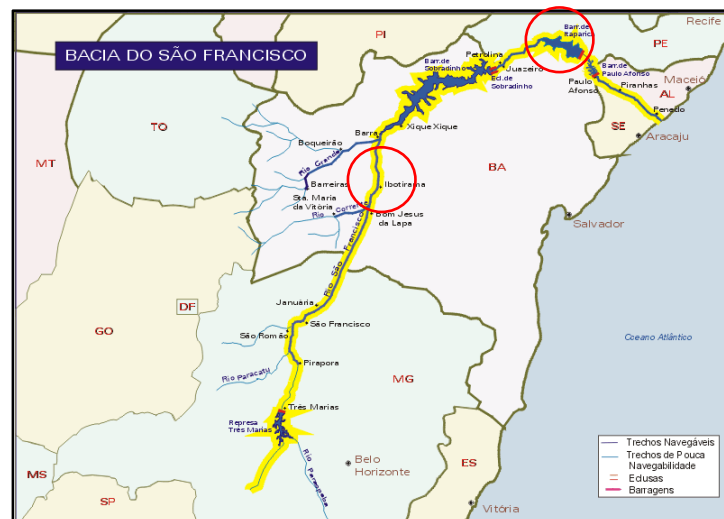 BACIA DO SÃO FRANCISCO
PI
Recife
Barr. de
Itaparica
PE
Petrolina
Barr. de
Sobradinho
Juazeiro
Ecl. de
Sobradinho
Barr. de
Paulo Afonso
Paulo
Afonso
Maceió
Piranhas
AL
Penedo
TO
Xique Xique
Barra
SE
Aracaju
Boqueirão
MT
Rio Grande
BA
Barreiras
Ibotirama
Sta. Maria
da Vitória
Rio Corrente
Bom Jesus
da Lapa
Salvador
Rio São Francisco
Januária
DF
São Francisco
GO
São Romão
Oceano Atlântico
Pirapora
Rio Paracatu
MG
Três Marias
Represa
Três Marias
Rio Paraopeba
Belo
Horizonte
ES
MS
SP
Vitória
Trechos Navegáveis
Trechos de Pouca
Navegabilidade
Eclusas
Barragens